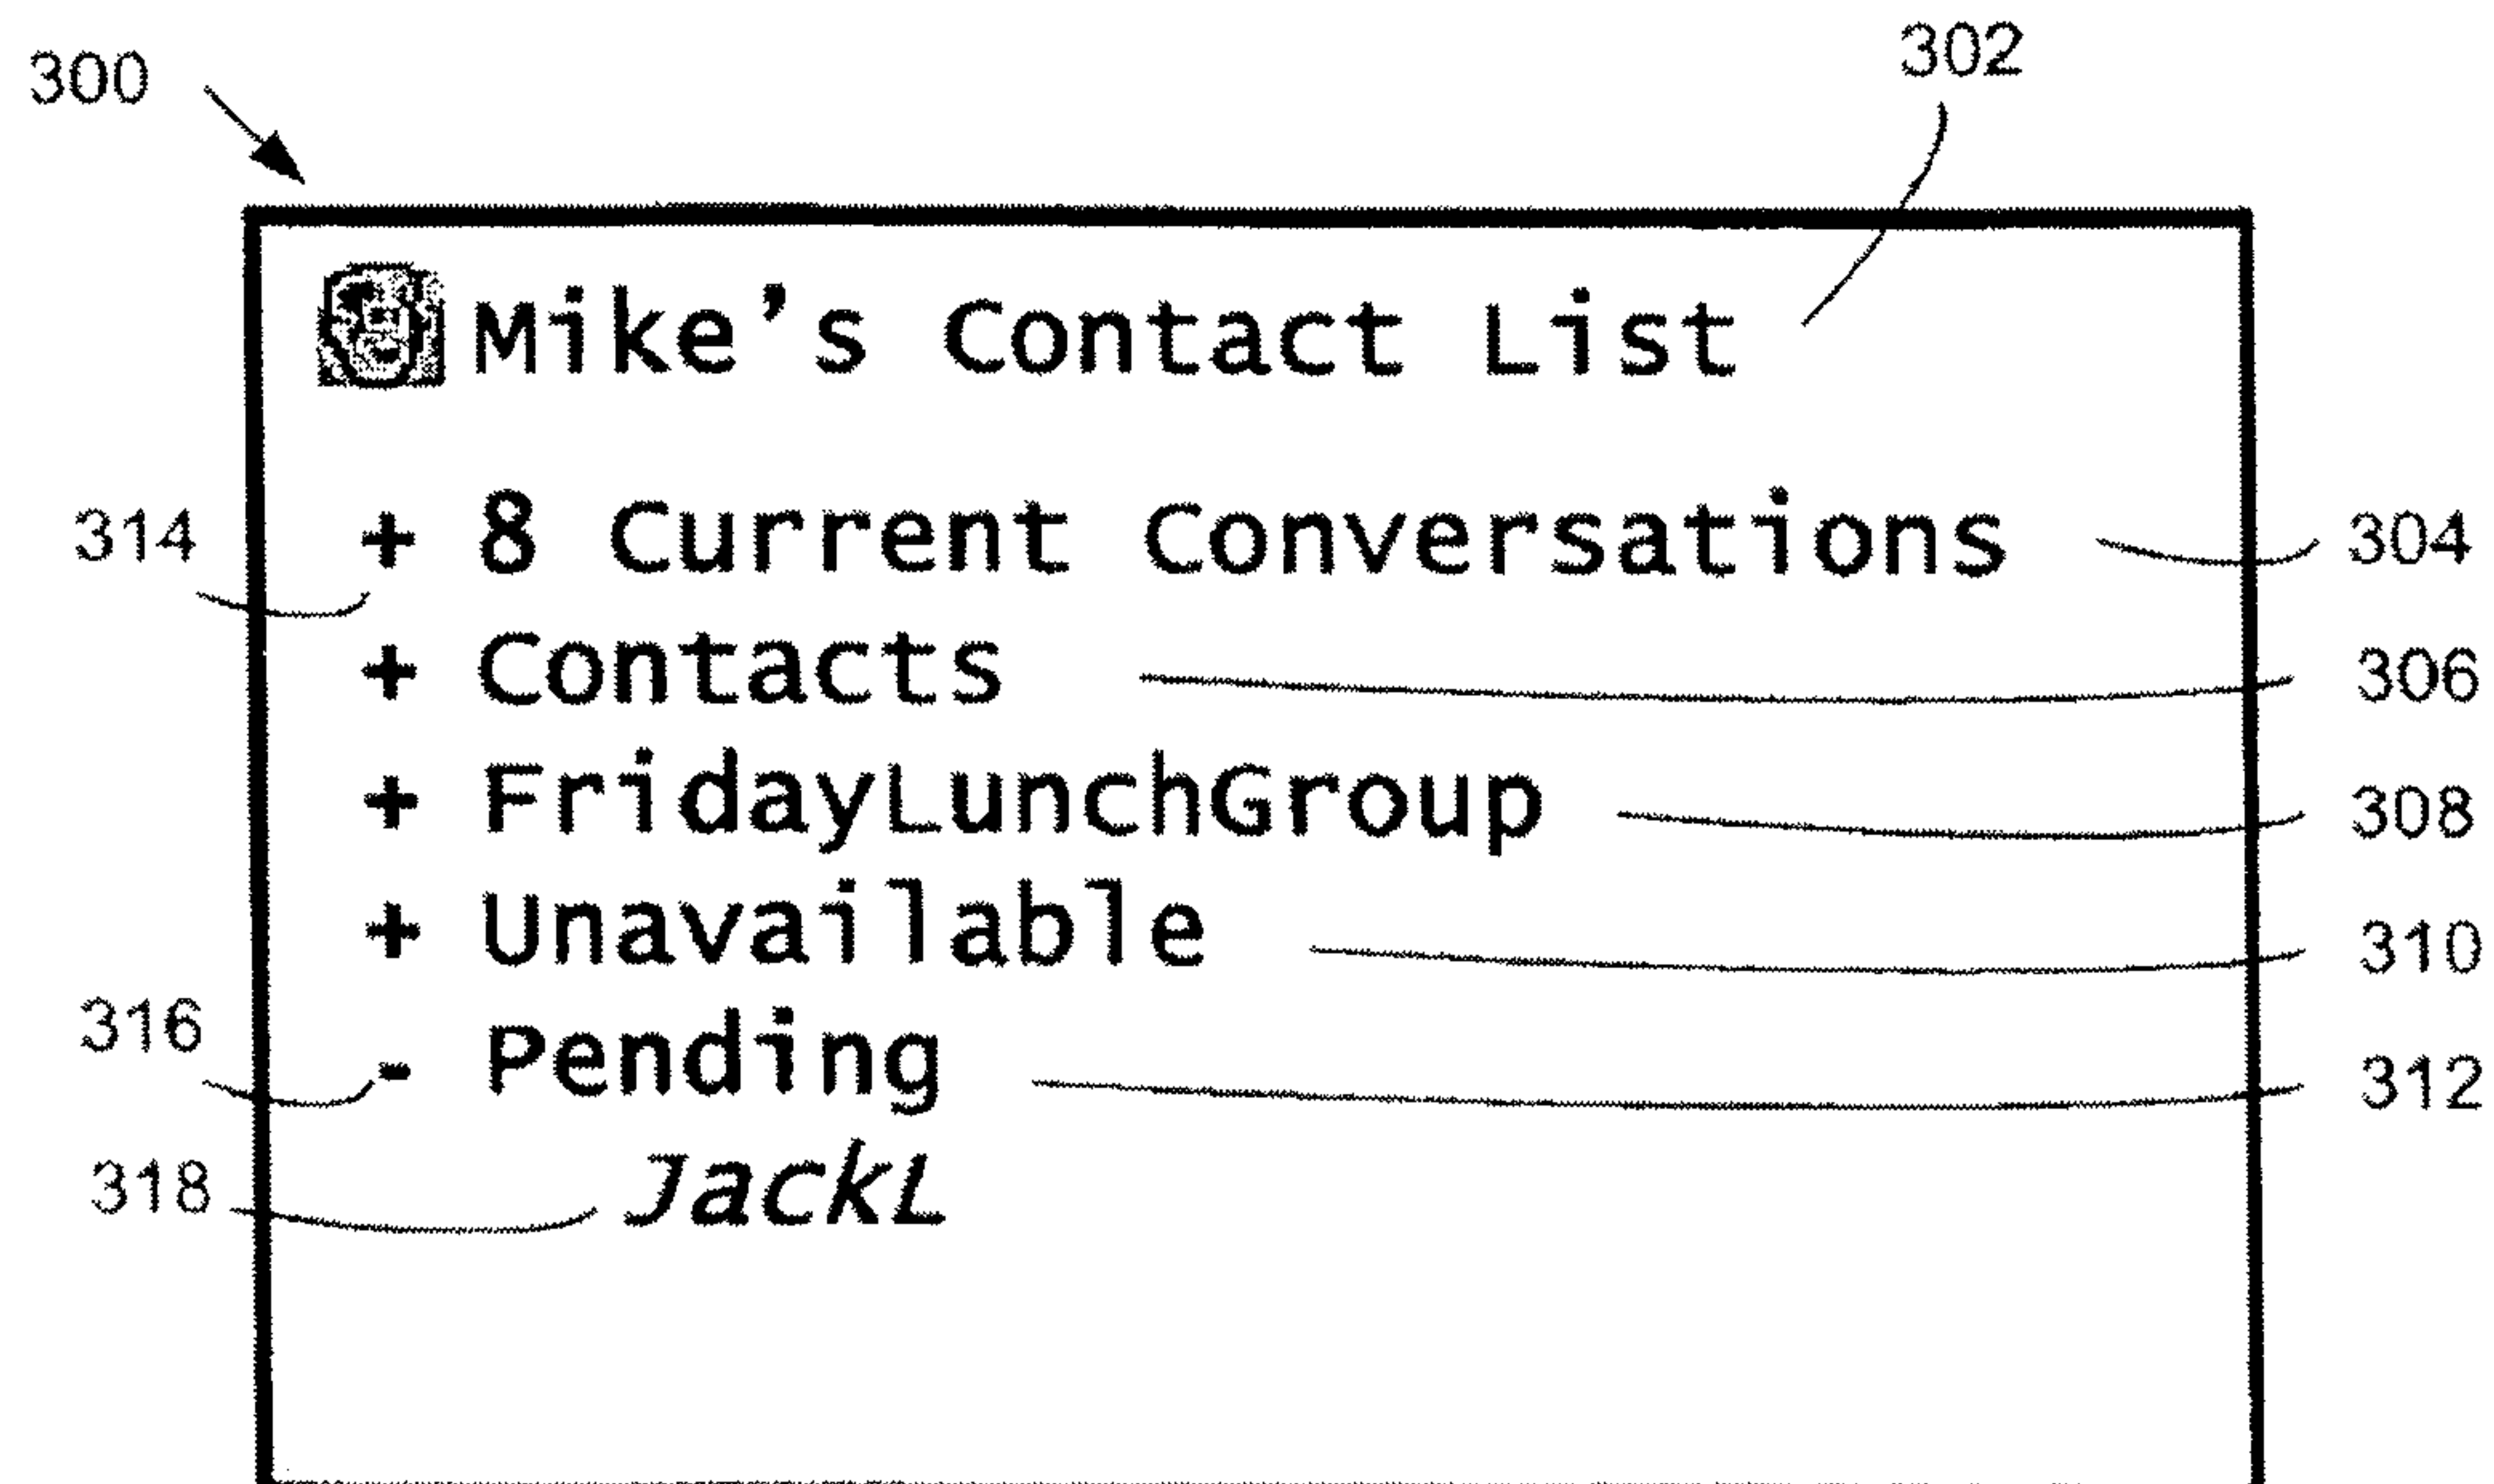 302
300
Mike's Contact List
314 + 8 Current Conversations 304
+ Contacts 306
+ FridayLunchGroup 308
+ Unavailable 310
316 - Pending 312
318 JackL